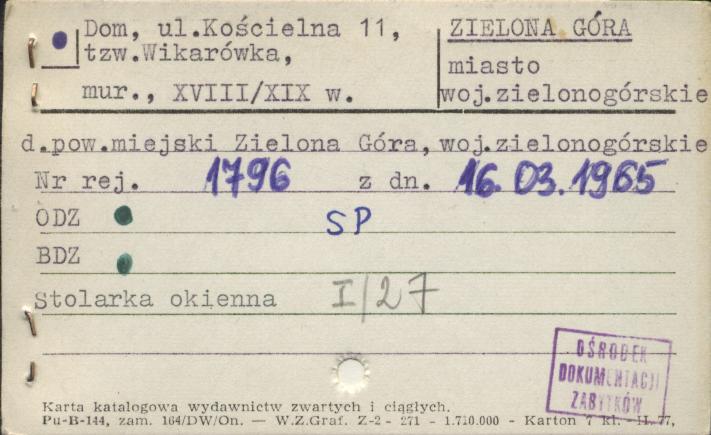 Dom, ul.Kościelna 11,
tzw.Wikarówka,
mur., XVIII/XIX w.
ZIELONA GÓRA
miasto
woj.zielonogórskie
d.pow.miejski Zielona Góra, woj.zielonogórskie
Nr rej. 1796 z dn. 16.03.1965
ODZ SP
BDZ
Stolarka okienna I/27
OŚRODEK
DOKUMENTACJI
ZABYTKÓW
Karta katalogowa wydawnictw zwartych i ciągłych.
Pu-B-144, zam. 164/DW/On. — W.Z.Graf. Z-2 - 271 - 1.710.000 - Karton 7 kl. -H-77,